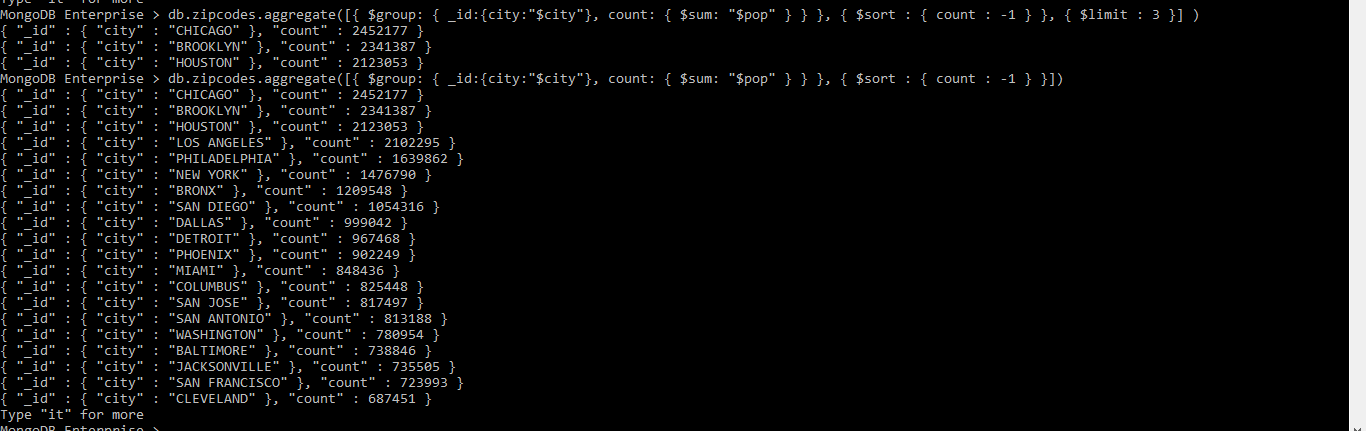 Type "it" for more
MongoDB Enterprise > db.zipcodes.aggregate([{ $group: { _id:{city:"$city"}, count: { $sum: "$pop" } } }, { $sort : { count : -1 } }, { $limit : 3 }] )
{ "_id" : { "city" : "CHICAGO" }, "count" : 2452177 }
{ "_id" : { "city" : "BROOKLYN" }, "count" : 2341387 }
{ "_id" : { "city" : "HOUSTON" }, "count" : 2123053 }
MongoDB Enterprise > db.zipcodes.aggregate([{ $group: { _id:{city:"$city"}, count: { $sum: "$pop" } } }, { $sort : { count : -1 } }])
{ "_id" : { "city" : "CHICAGO" }, "count" : 2452177 }
{ "_id" : { "city" : "BROOKLYN" }, "count" : 2341387 }
{ "_id" : { "city" : "HOUSTON" }, "count" : 2123053 }
{ "_id" : { "city" : "LOS ANGELES" }, "count" : 2102295 }
{ "_id" : { "city" : "PHILADELPHIA" }, "count" : 1639862 }
{ "_id" : { "city" : "NEW YORK" }, "count" : 1476790 }
{ "_id" : { "city" : "BRONX" }, "count" : 1209548 }
{ "_id" : { "city" : "SAN DIEGO" }, "count" : 1054316 }
{ "_id" : { "city" : "DALLAS" }, "count" : 999042 }
{ "_id" : { "city" : "DETROIT" }, "count" : 967468 }
{ "_id" : { "city" : "PHOENIX" }, "count" : 902249 }
{ "_id" : { "city" : "MIAMI" }, "count" : 848436 }
{ "_id" : { "city" : "COLUMBUS" }, "count" : 825448 }
{ "_id" : { "city" : "SAN JOSE" }, "count" : 817497 }
{ "_id" : { "city" : "SAN ANTONIO" }, "count" : 813188 }
{ "_id" : { "city" : "WASHINGTON" }, "count" : 780954 }
{ "_id" : { "city" : "BALTIMORE" }, "count" : 738846 }
{ "_id" : { "city" : "JACKSONVILLE" }, "count" : 735505 }
{ "_id" : { "city" : "SAN FRANCISCO" }, "count" : 723993 }
{ "_id" : { "city" : "CLEVELAND" }, "count" : 687451 }
Type "it" for more
MongoDB Enterprise >